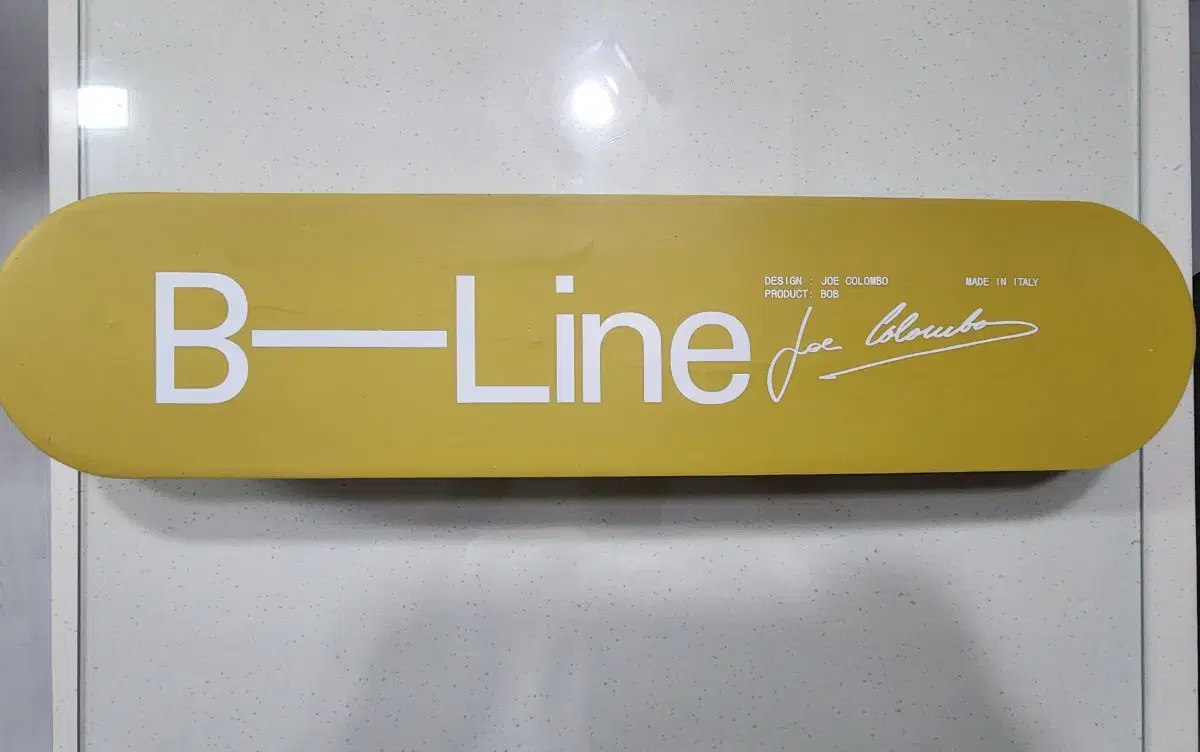 B—Line
DESIGN : JOE COLOMBO
PRODUCT: BOB
MADE IN ITALY
Joe Colombo